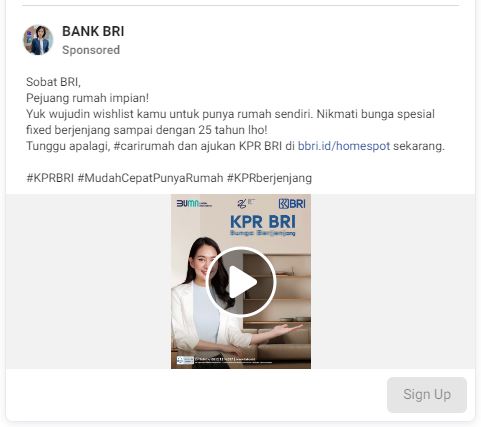 BANK BRI
Sponsored
Sobat BRI,
Pejuang rumah impian!
Yuk wujudin wishlist kamu untuk punya rumah sendiri. Nikmati bunga spesial
fixed berjenjang sampai dengan 25 tahun lho!
Tunggu apalagi, #carirumah dan ajukan KPR BRI di bbri.id/homespot sekarang.
#KPRBRI #MudahCepatPunyaRumah #KPRberjenjang
BUMN
BRI
KPR BRI
Bunga Berjenjang
Sign Up